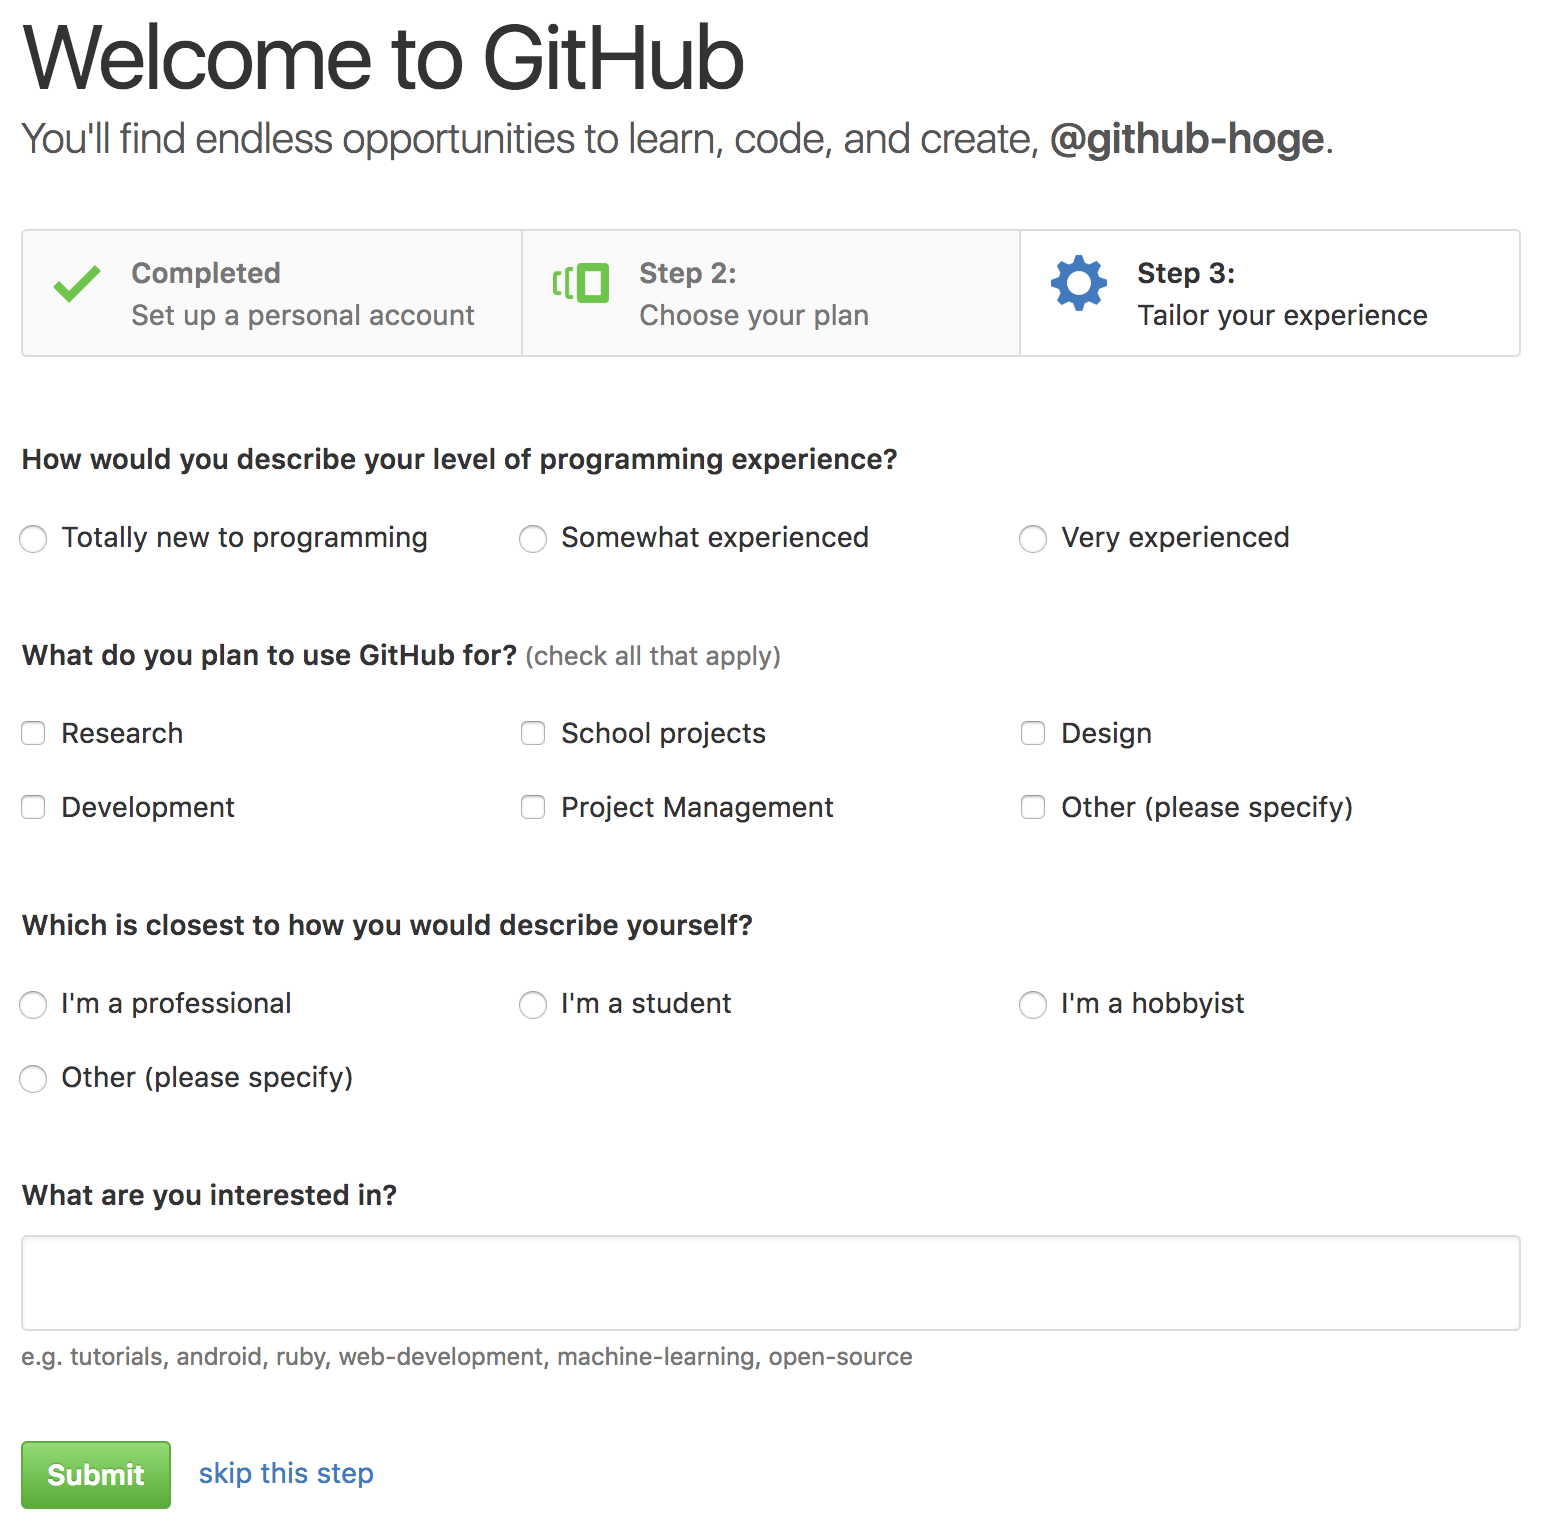 Welcome to GitHub
You'll find endless opportunities to learn, code, and create, @github-hoge.
Completed
Set up a personal account
Step 2:
Choose your plan
Step 3:
Tailor your experience
How would you describe your level of programming experience?
Totally new to programming
Somewhat experienced
Very experienced
What do you plan to use GitHub for? (check all that apply)
Research
School projects
Design
Development
Project Management
Other (please specify)
Which is closest to how you would describe yourself?
I'm a professional
I'm a student
I'm a hobbyist
Other (please specify)
What are you interested in?
e.g. tutorials, android, ruby, web-development, machine-learning, open-source
Submit
skip this step